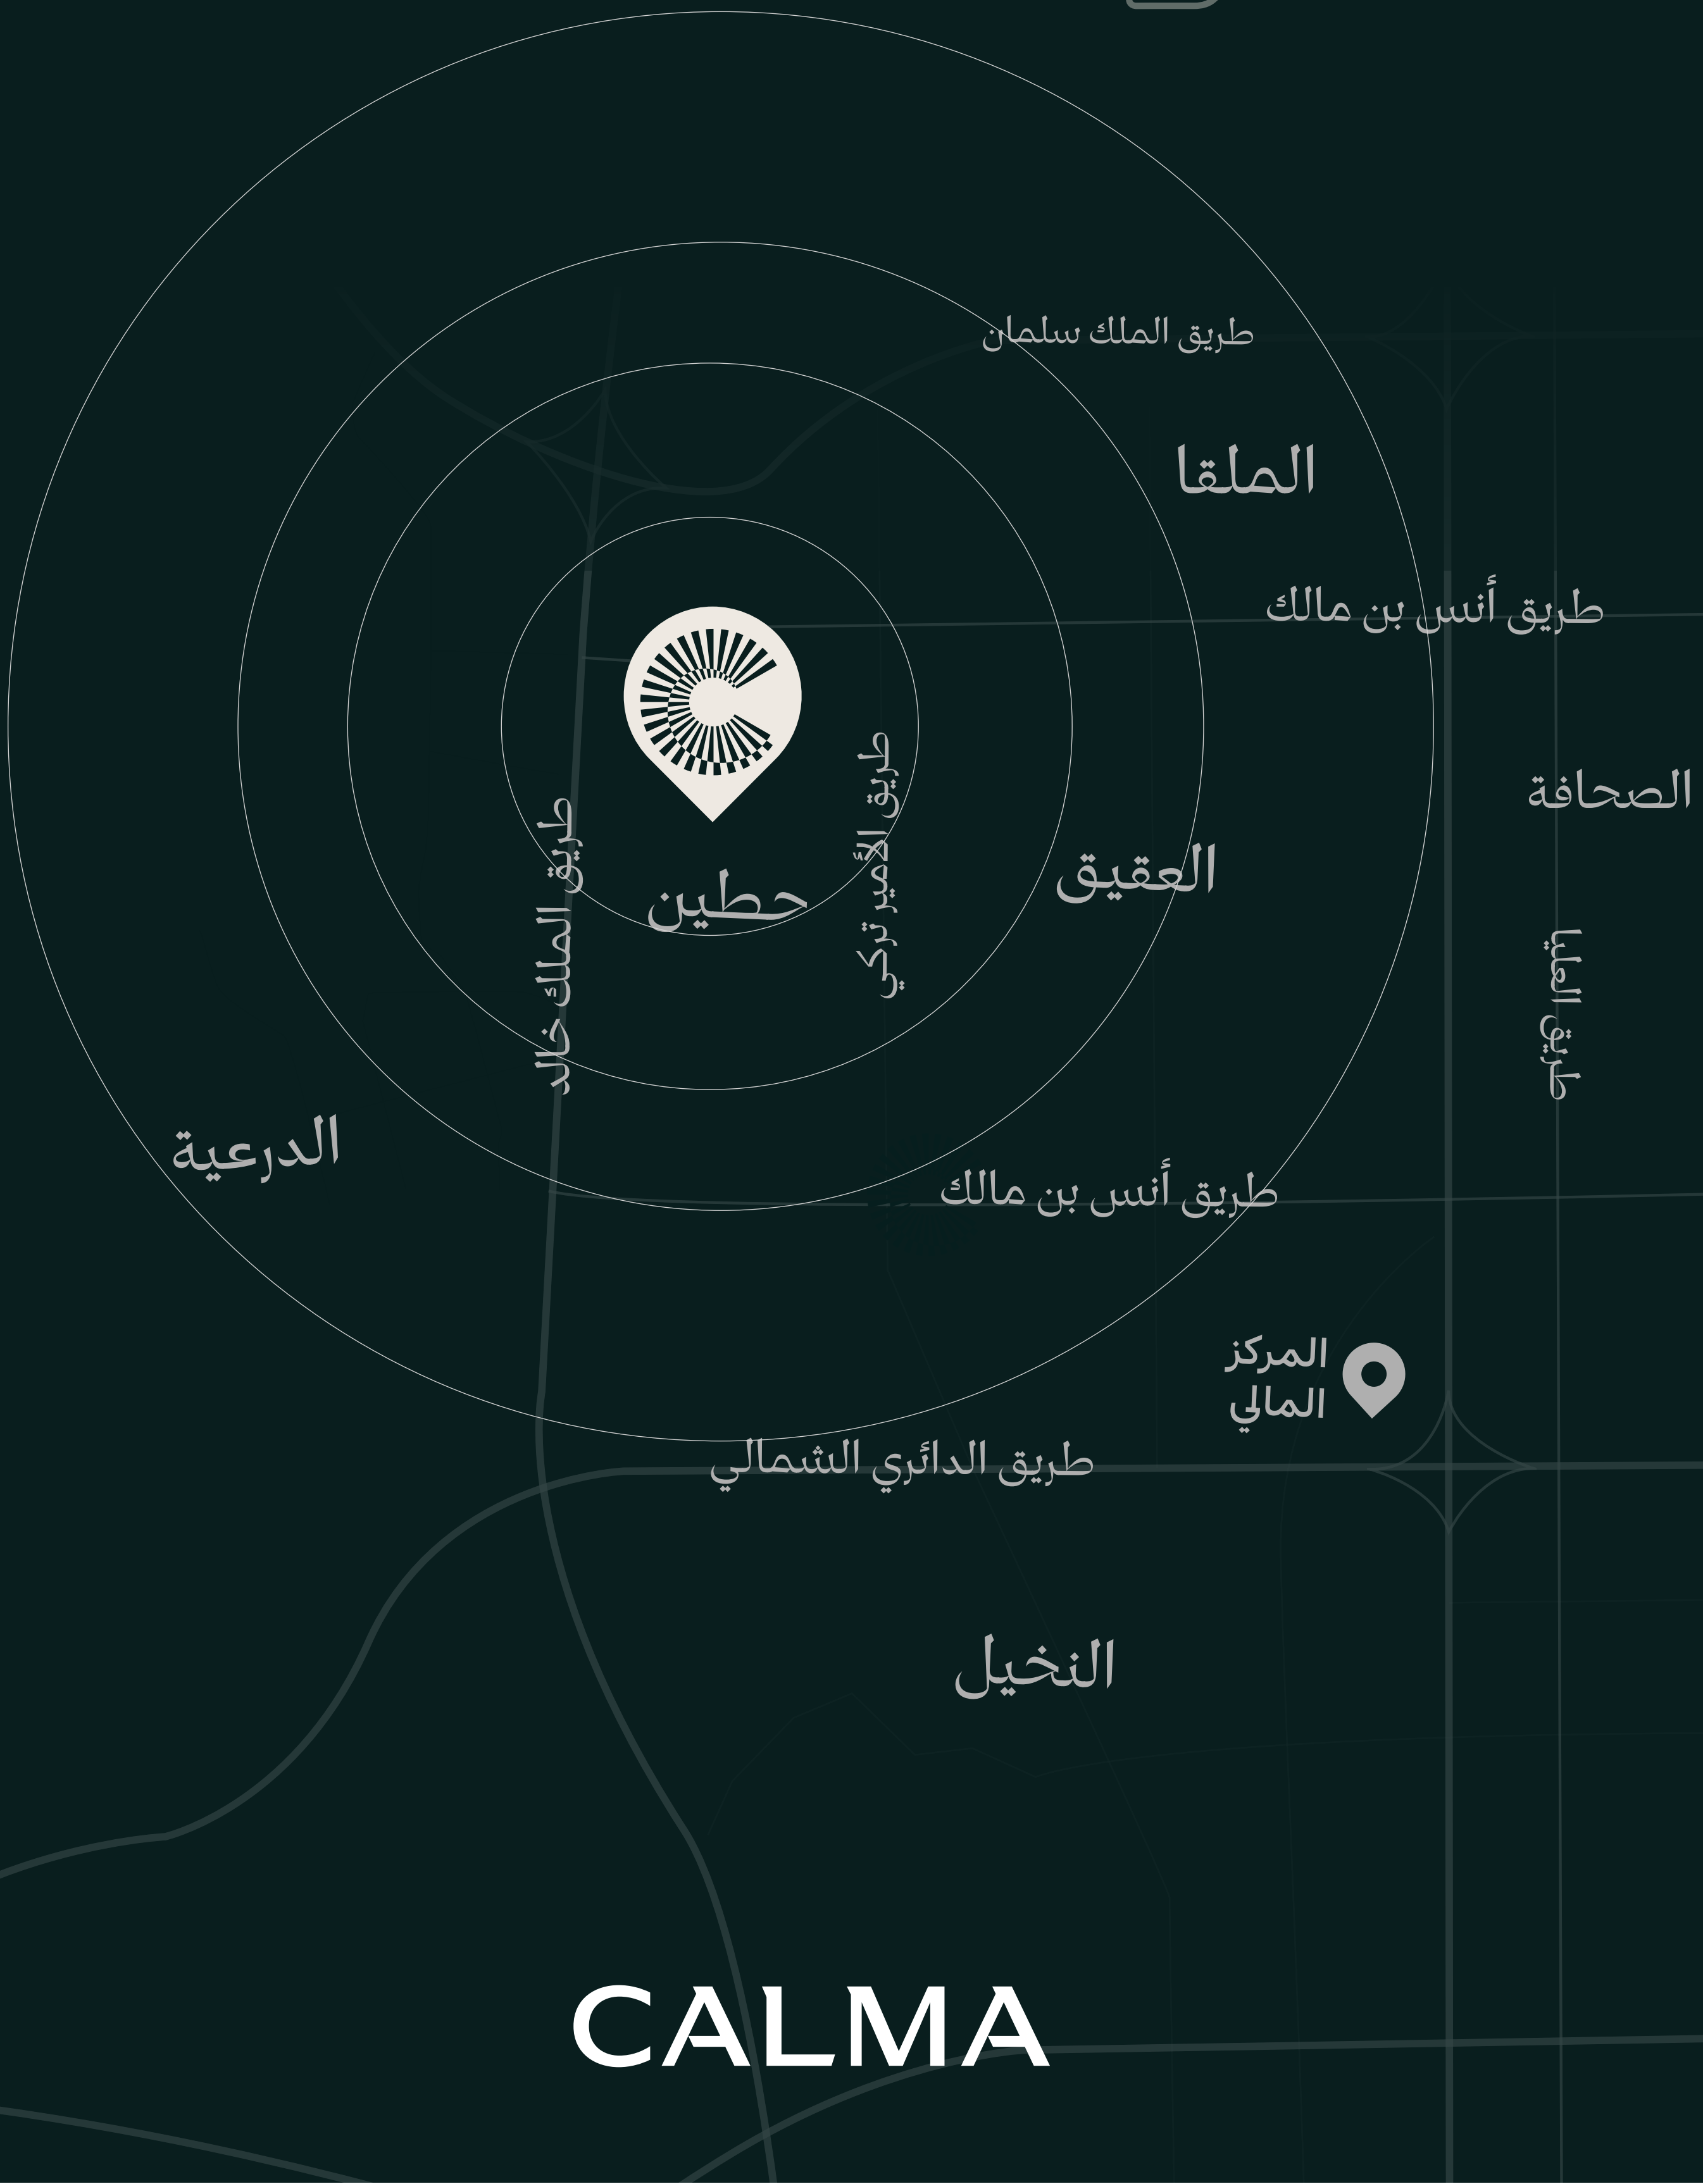 طريق الملك سلمان
الملقا
طريق أنس بن مالك
الصحافة
طريق الأمير تركي
طريق الملك خالد
العقيق
حطين
طريق العليا
الدرعية
طريق أنس بن مالك
المركز
المالي
طريق الدائري الشمالي
النخيل
CALMA